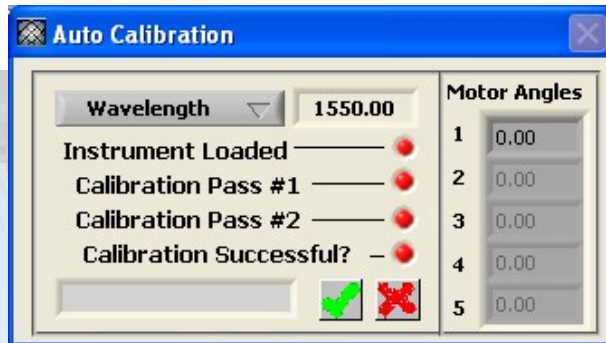 Auto Calibration
Wavelength 1550.00
Instrument Loaded
Calibration Pass #1
Calibration Pass #2
Calibration Successful?
Motor Angles
1 0.00
2 0.00
3 0.00
4 0.00
5 0.00